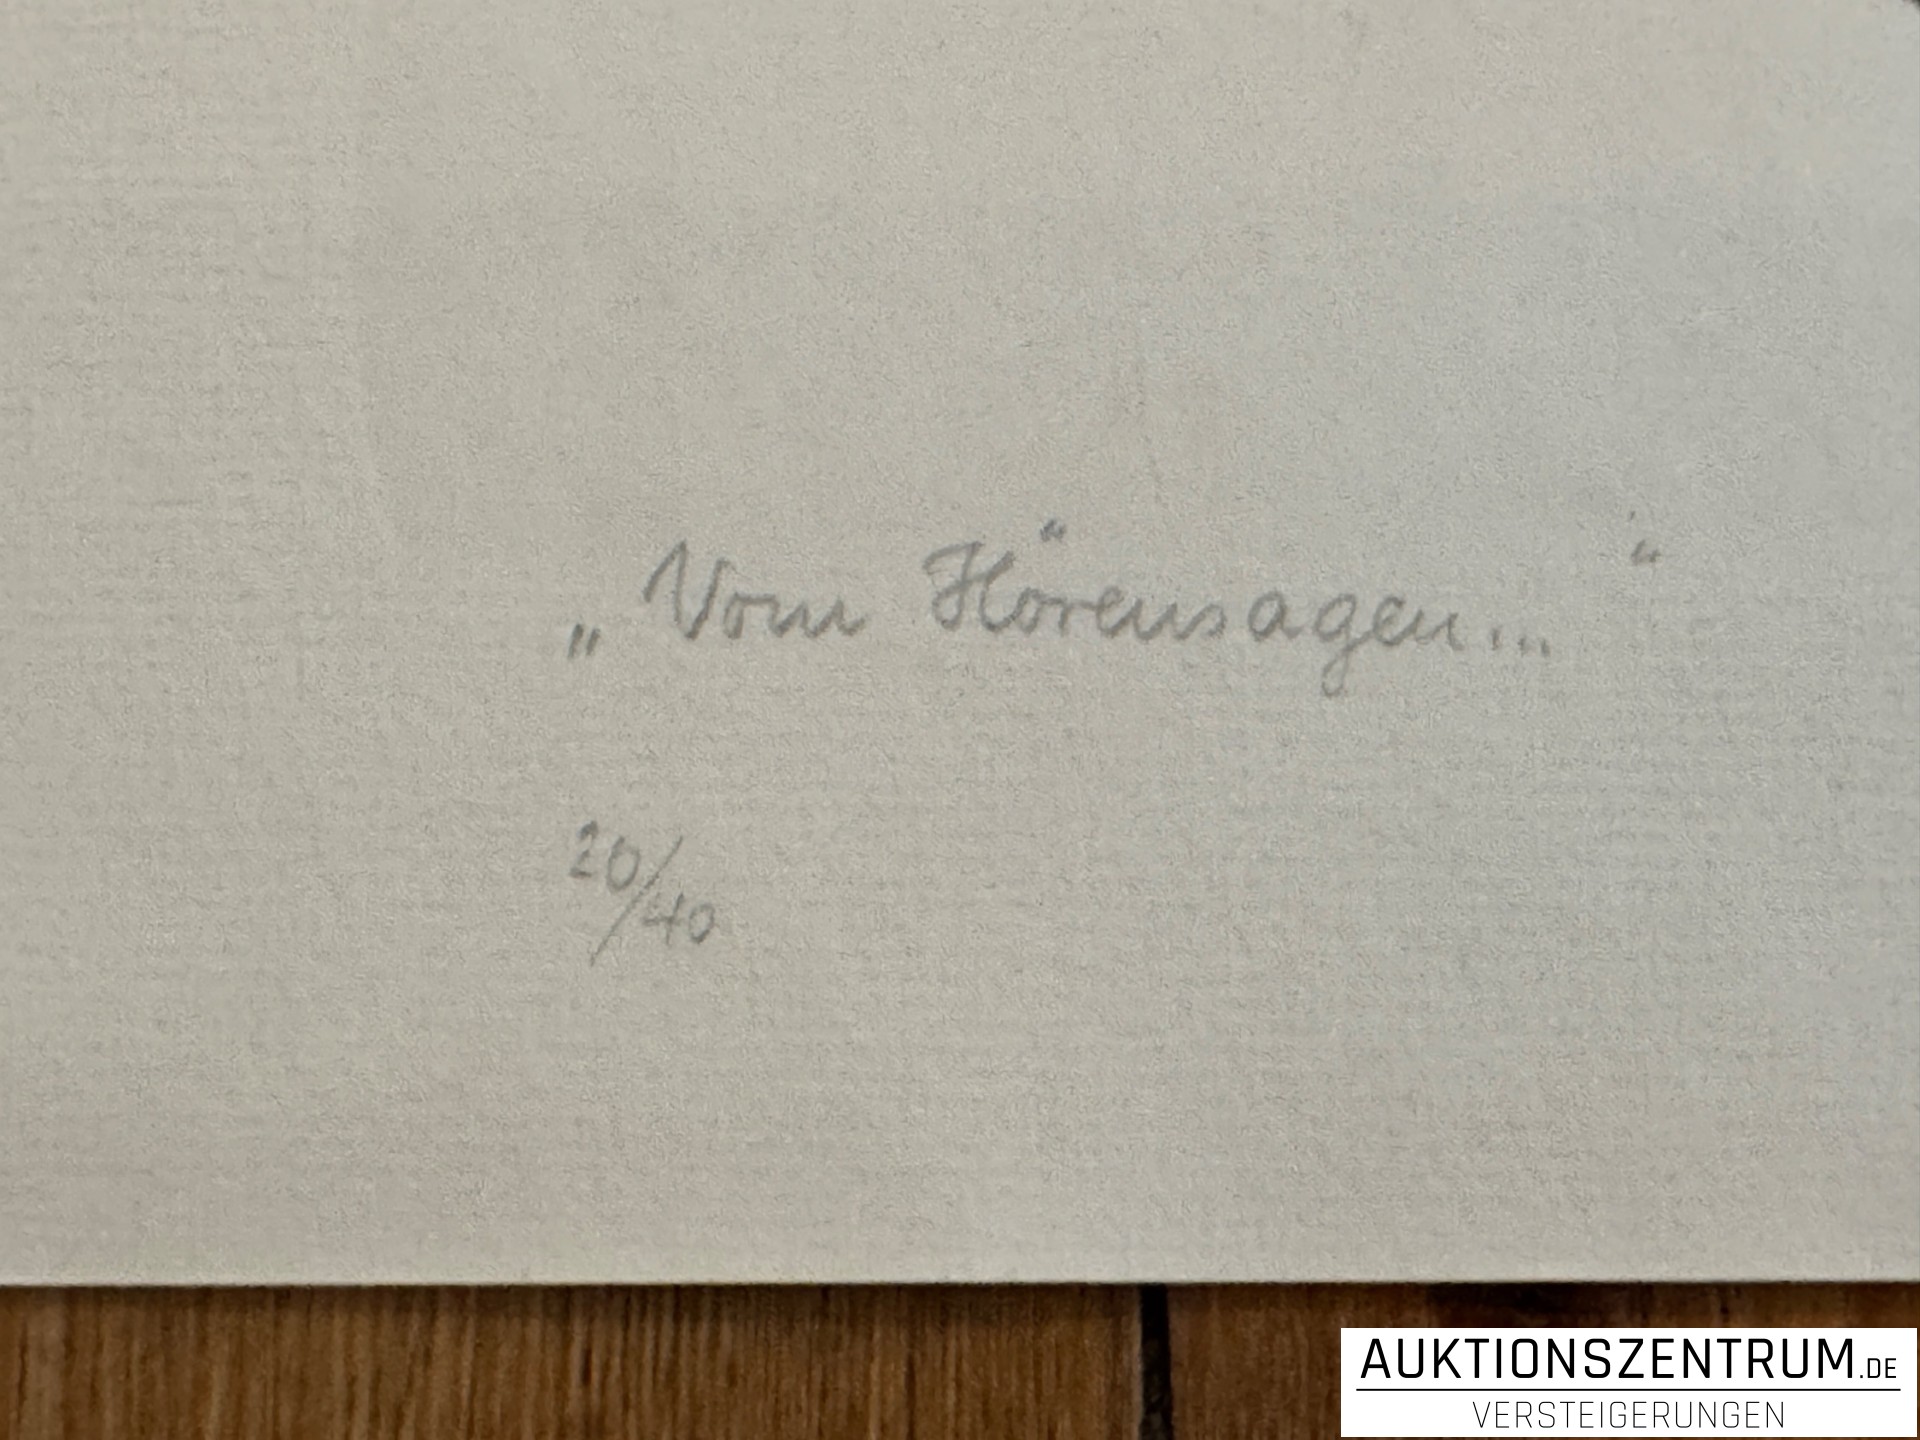 „Vom Hörensagen... “
20/40
AUKTIONSZENTRUM.DE
VERSTEIGERUNGEN